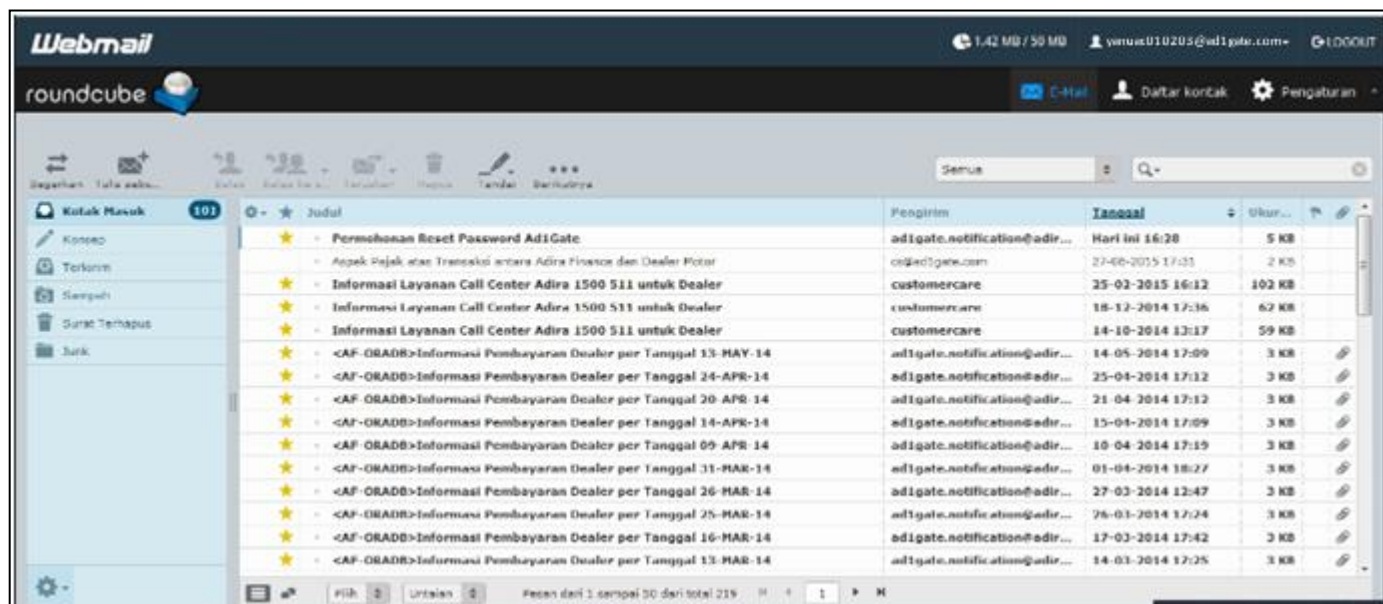 Webmail
1.42 MB / 50 MB
LOGOUT
roundcube
E-Mail
Daftar kontak
Pengaturan
Segarkan
Tulis
Balas
Teruskan
Hapus
Tandai
Berikutnya
Semua
Kotak Masuk 101
Konsep
Terkirim
Sampah
Surat Terhapus
Junk
Judul Pengirim Tanggal Ukur...
Permohonan Reset Password Ad1Gate ad1gate.notification@adir... Hari ini 16:28 5 KB
Aspek Pajak atas Transaksi antara Adira Finance dan Dealer Motor cs@ad1gate.com 27-08-2015 17:31 2 KB
Informasi Layanan Call Center Adira 1500 511 untuk Dealer customercare 25-02-2015 16:12 102 KB
Informasi Layanan Call Center Adira 1500 511 untuk Dealer customercare 18-12-2014 17:36 62 KB
Informasi Layanan Call Center Adira 1500 511 untuk Dealer customercare 14-10-2014 13:17 59 KB
<AF-ORADB>Informasi Pembayaran Dealer per Tanggal 13-MAY-14 ad1gate.notification@adir... 14-05-2014 17:09 3 KB
<AF-ORADB>Informasi Pembayaran Dealer per Tanggal 24-APR-14 ad1gate.notification@adir... 25-04-2014 17:12 3 KB
<AF-ORADB>Informasi Pembayaran Dealer per Tanggal 20-APR-14 ad1gate.notification@adir... 21-04-2014 17:12 3 KB
<AF-ORADB>Informasi Pembayaran Dealer per Tanggal 14-APR-14 ad1gate.notification@adir... 15-04-2014 17:09 3 KB
<AF-ORADB>Informasi Pembayaran Dealer per Tanggal 09-APR-14 ad1gate.notification@adir... 10-04-2014 17:19 3 KB
<AF-ORADB>Informasi Pembayaran Dealer per Tanggal 31-MAR-14 ad1gate.notification@adir... 01-04-2014 18:27 3 KB
<AF-ORADB>Informasi Pembayaran Dealer per Tanggal 26-MAR-14 ad1gate.notification@adir... 27-03-2014 12:47 3 KB
<AF-ORADB>Informasi Pembayaran Dealer per Tanggal 25-MAR-14 ad1gate.notification@adir... 26-03-2014 17:24 3 KB
<AF-ORADB>Informasi Pembayaran Dealer per Tanggal 16-MAR-14 ad1gate.notification@adir... 17-03-2014 17:42 3 KB
<AF-ORADB>Informasi Pembayaran Dealer per Tanggal 13-MAR-14 ad1gate.notification@adir... 14-03-2014 17:25 3 KB
Pilih Untaian Pesan dari 1 sampai 50 dari total 219 1